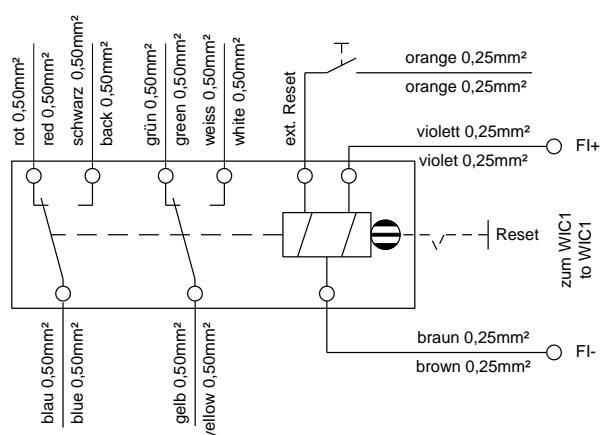 rot 0,50mm²
red 0,50mm²
schwarz 0,50mm²
back 0,50mm²
grün 0,50mm²
green 0,50mm²
weiss 0,50mm²
white 0,50mm²
ext. Reset
orange 0,25mm²
orange 0,25mm²
violett 0,25mm²
violet 0,25mm²
FI+
Reset
zum WIC1
to WIC1
braun 0,25mm²
brown 0,25mm²
FI-
blau 0,50mm²
blue 0,50mm²
gelb 0,50mm²
yellow 0,50mm²